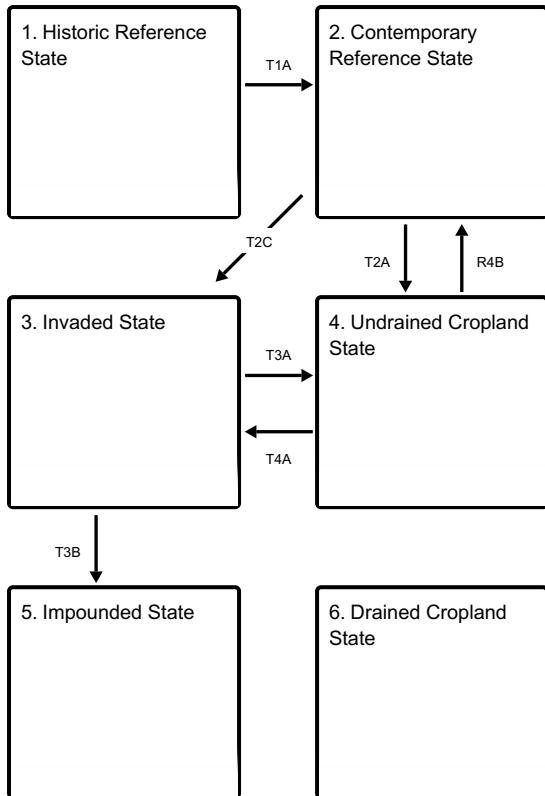 1. Historic Reference
State
T1A
2. Contemporary
Reference State
T2C
T2A
R4B
3. Invaded State
T3A
4. Undrained Cropland
State
T4A
T3B
5. Impounded State
6. Drained Cropland
State